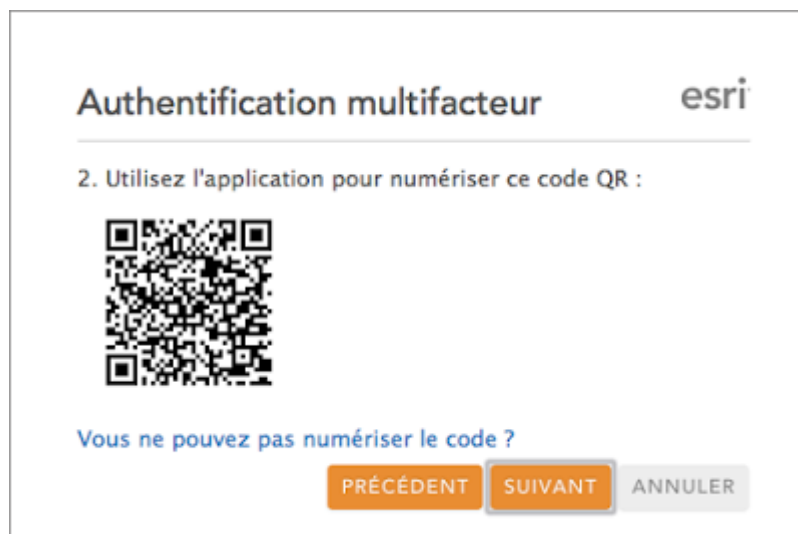 Authentification multifacteur
esri
2. Utilisez l'application pour numériser ce code QR :
Vous ne pouvez pas numériser le code ?
PRÉCÉDENT SUIVANT ANNULER